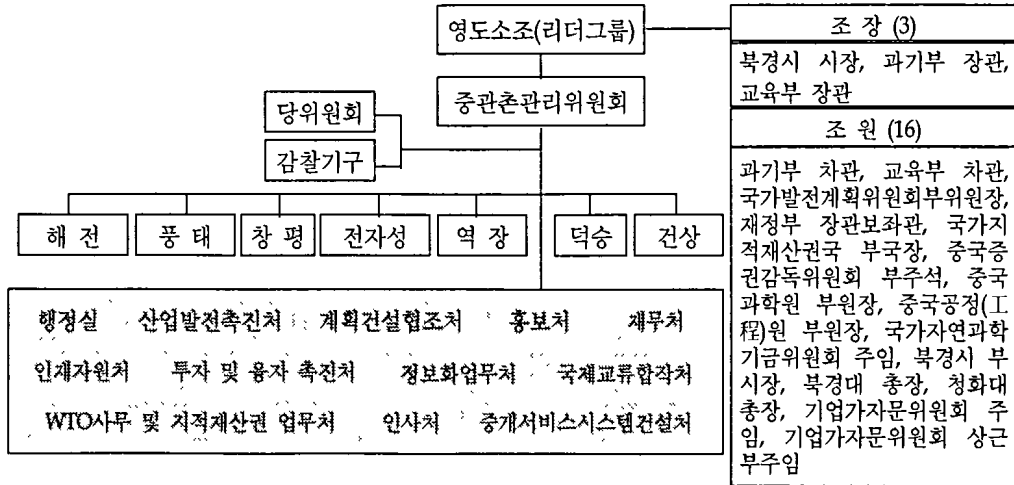 영도소조(리더그룹)
중관촌관리위원회
당위원회
감찰기구
해 전 풍 태 창 평 전자성 역 장 덕승 건상
행정실 산업발전촉진처 계획건설협조처 홍보처 재무처
인재자원처 투자 및 융자 촉진처 정보화업무처 국제교류합작처
WTO사무 및 지적재산권 업무처 인사처 중개서비스시스템건설처
조 장 (3)
북경시 시장, 과기부 장관,
교육부 장관
조 원 (16)
과기부 차관, 교육부 차관,
국가발전계획위원회부위원장,
재정부 장관보좌관, 국가지
적재산권국 부국장, 중국증
권감독위원회 부주석, 중국
과학원 부원장, 중국공정(工
程)원 부원장, 국가자연과학
기금위원회 주임, 북경시 부
시장, 북경대 총장, 청화대
총장, 기업가자문위원회 주
임, 기업가자문위원회 상근
부주임